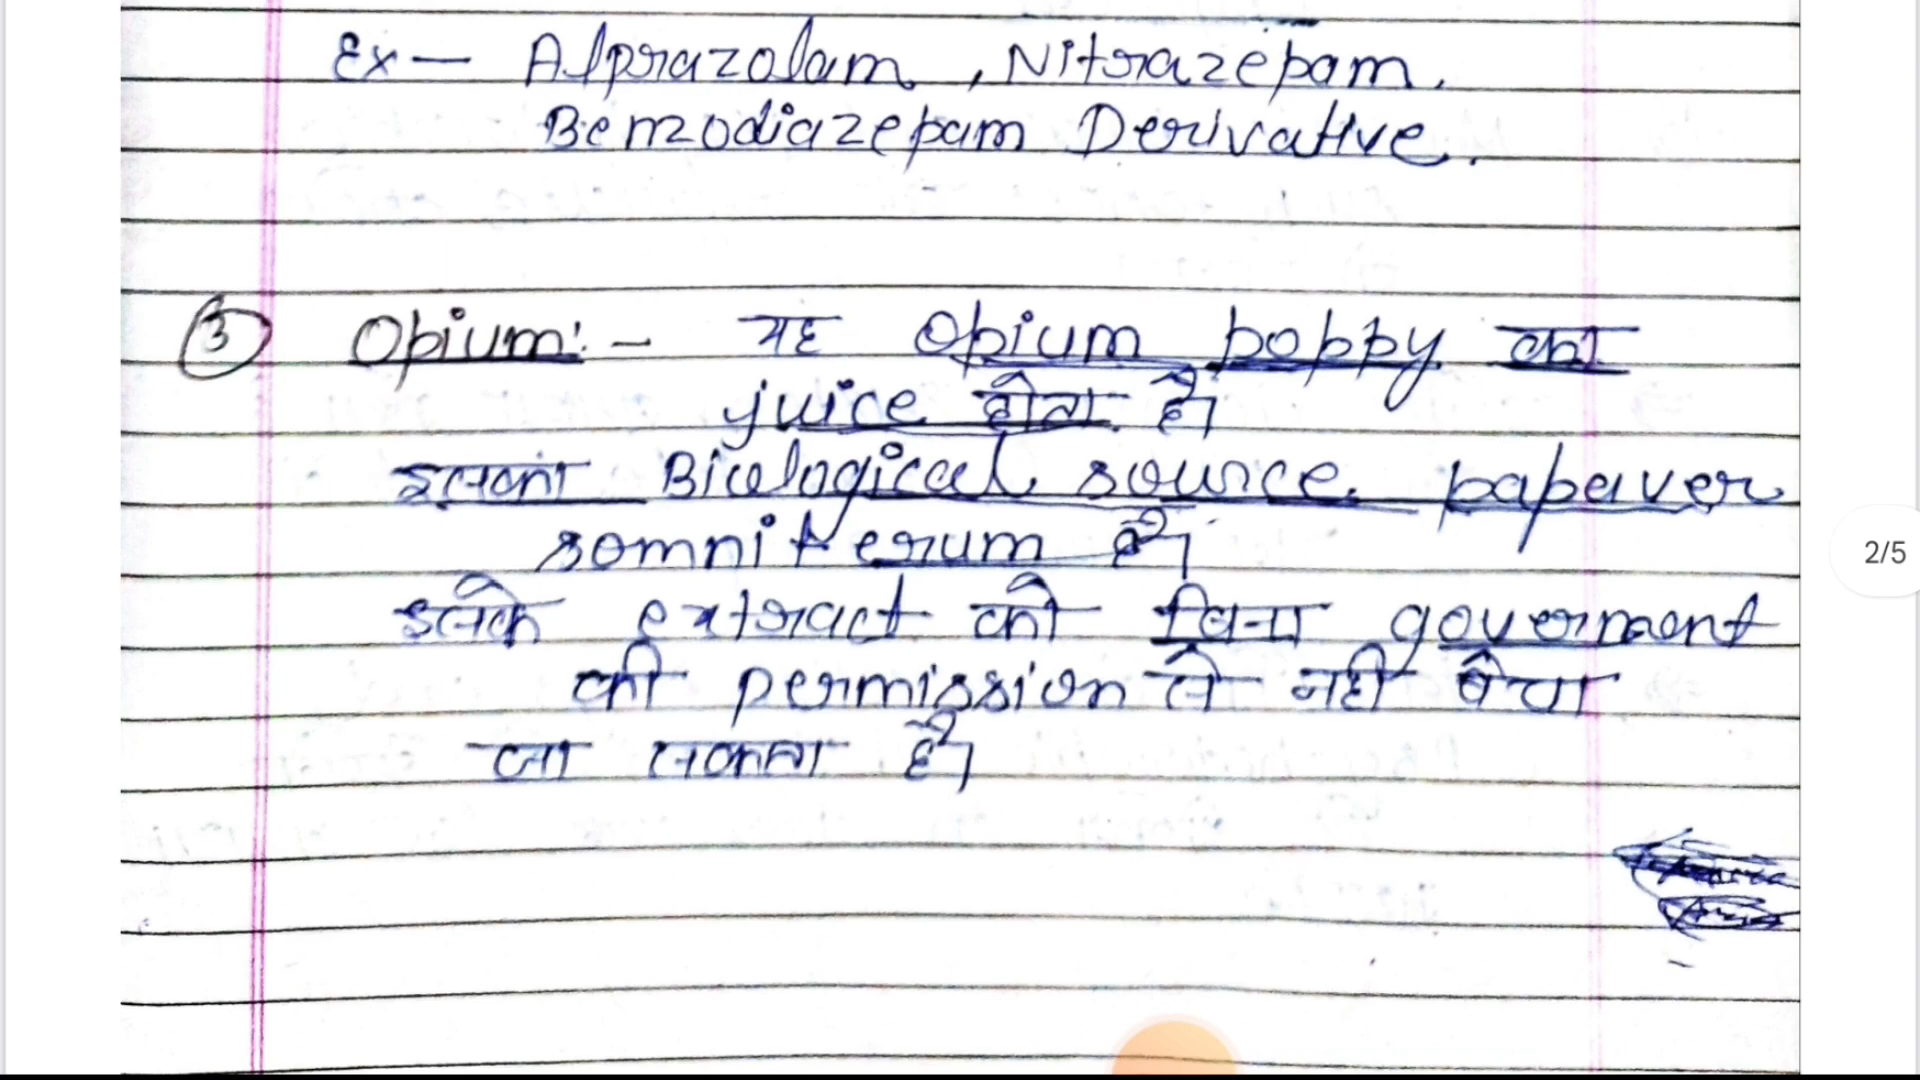 Ex — Alprazolam, Nitrazepam.
Benzodiazepam Derivative.
③ Opium:- यह Opium poppy का
juice होता है।
इसका Biological source papaver
somniferum है।
इसके extract को बिना goverment
की permission से नही बेचा
जा सकता है।
2/5